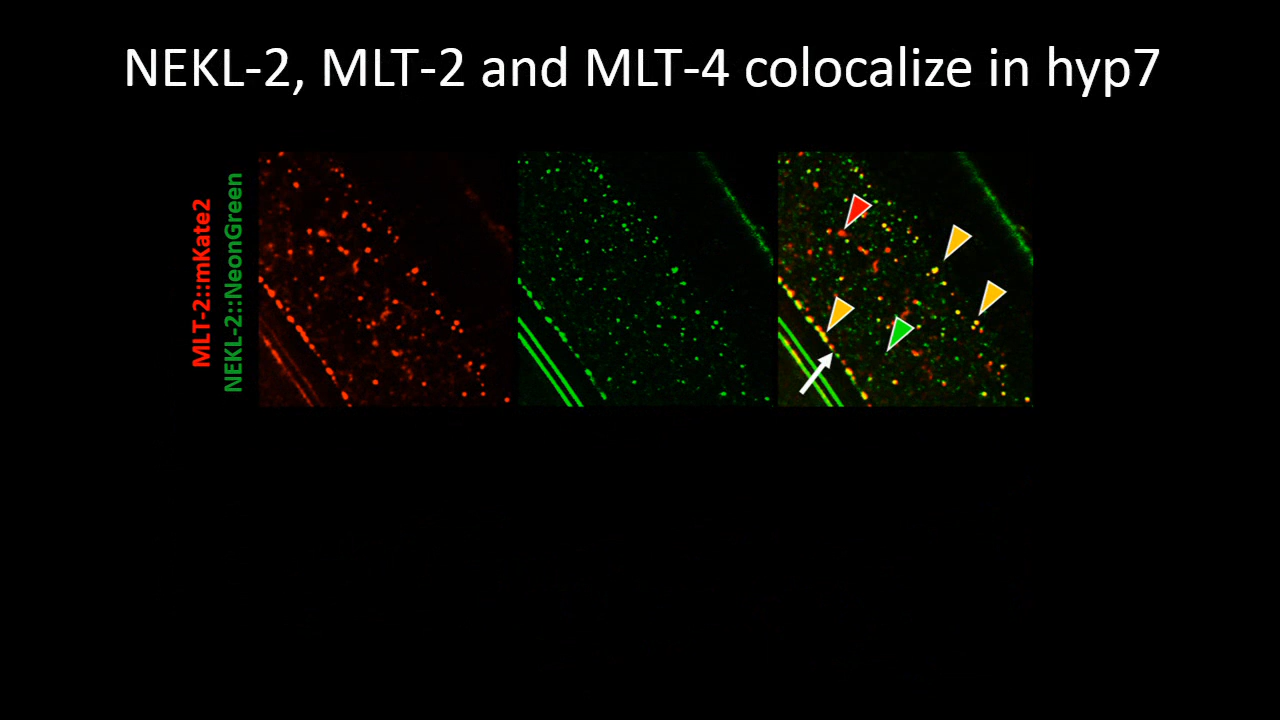 NEKL-2, MLT-2 and MLT-4 colocalize in hyp7
MLT-2::mKate2
NEKL-2::NeonGreen